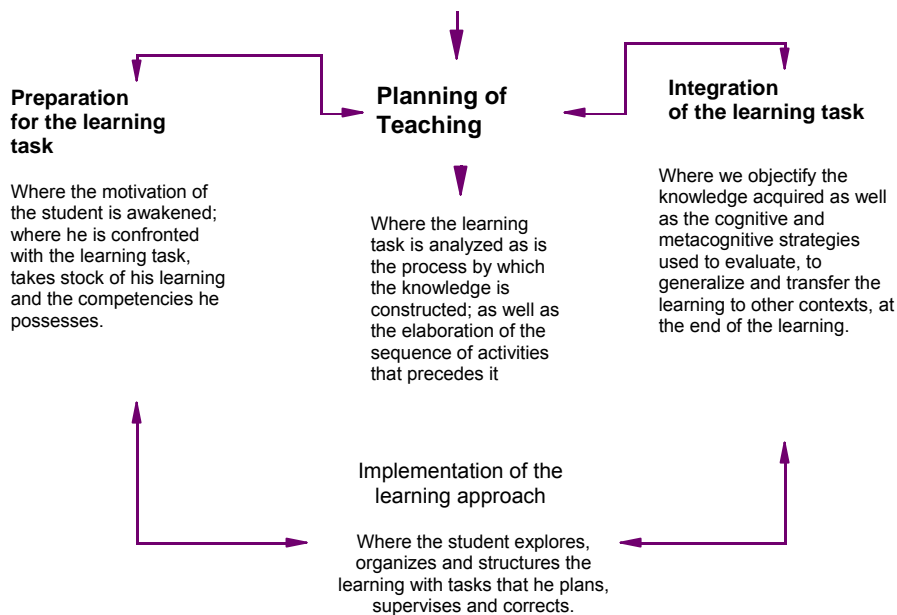 Preparation
for the learning
task
Where the motivation of
the student is awakened;
where he is confronted
with the learning task,
takes stock of his learning
and the competencies he
possesses.
Planning of
Teaching
Where the learning
task is analyzed as is
the process by which
the knowledge is
constructed; as well as
the elaboration of the
sequence of activities
that precedes it
Integration
of the learning task
Where we objectify the
knowledge acquired as well
as the cognitive and
metacognitive strategies
used to evaluate, to
generalize and transfer the
learning to other contexts, at
the end of the learning.
Implementation of the
learning approach
Where the student explores,
organizes and structures the
learning with tasks that he plans,
supervises and corrects.